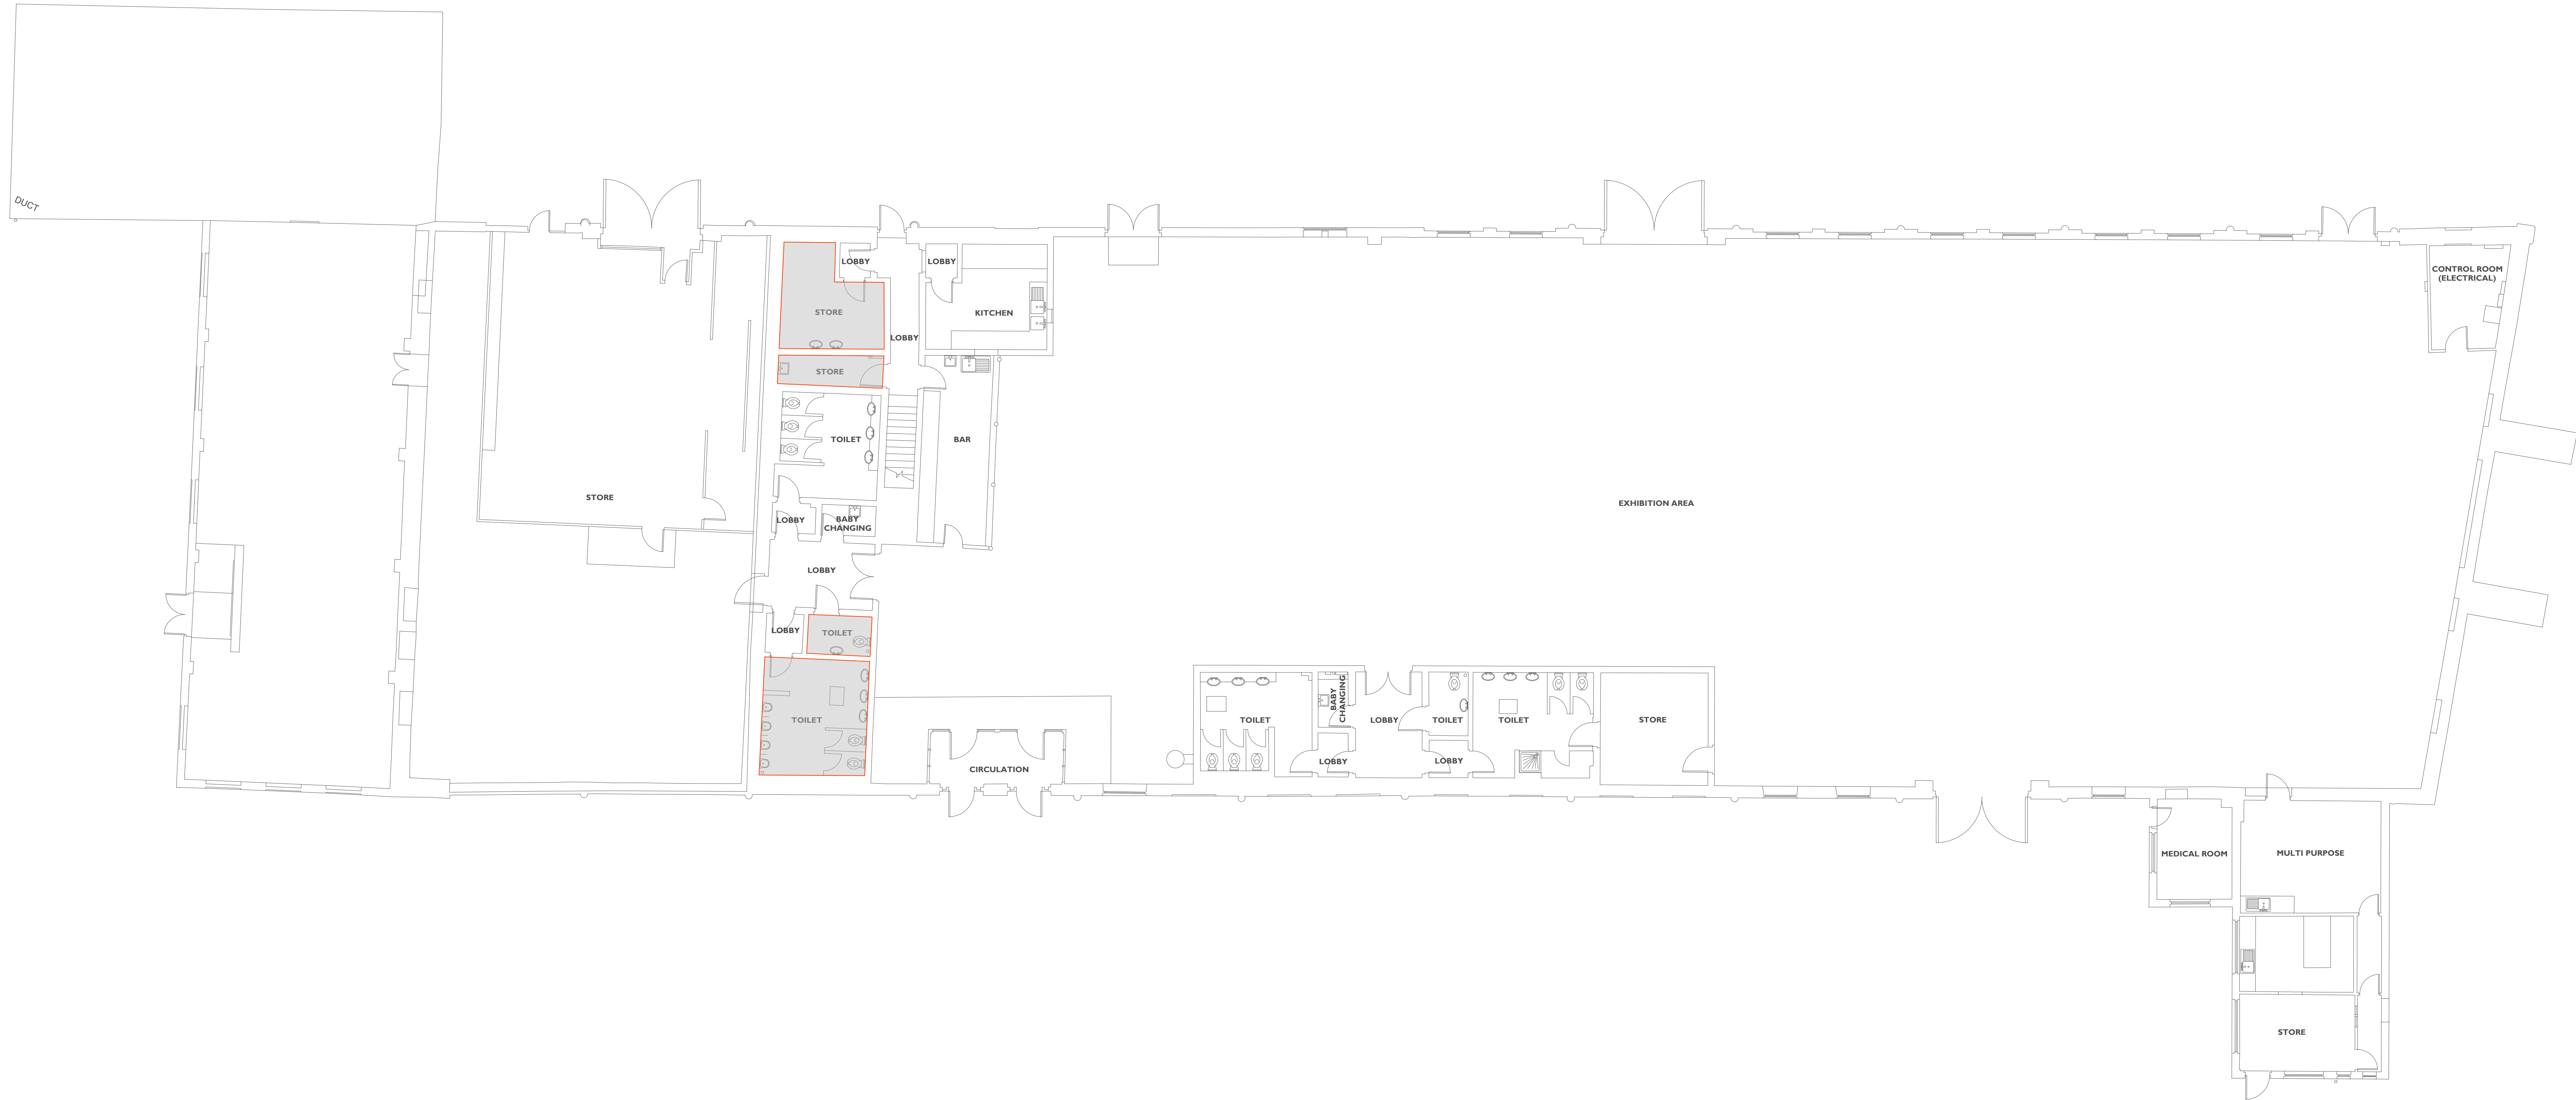 DUCT
LOBBY
LOBBY
CONTROL ROOM
(ELECTRICAL)
STORE
KITCHEN
LOBBY
STORE
TOILET
BAR
STORE
EXHIBITION AREA
LOBBY
BABY
CHANGING
LOBBY
LOBBY
TOILET
TOILET
CIRCULATION
TOILET
BABY
CHANGING
LOBBY
TOILET
TOILET
STORE
LOBBY
LOBBY
MEDICAL ROOM
MULTI PURPOSE
STORE